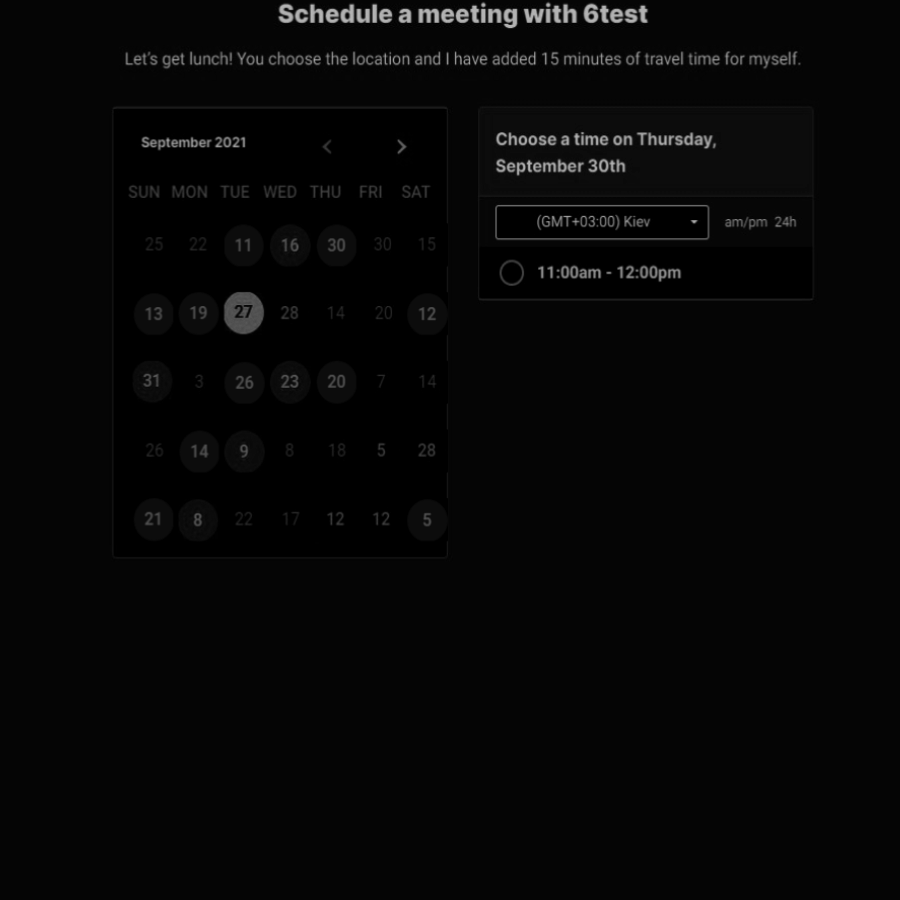 Schedule a meeting with 6test
Let's get lunch! You choose the location and I have added 15 minutes of travel time for myself.
September 2021
SUN MON TUE WED THU FRI SAT
25 22 11 16 30 30 15
13 19 27 28 14 20 12
31 3 26 23 20 7 14
26 14 9 8 18 5 28
21 8 22 17 12 12 5
Choose a time on Thursday,
September 30th
(GMT+03:00) Kiev am/pm 24h
11:00am - 12:00pm